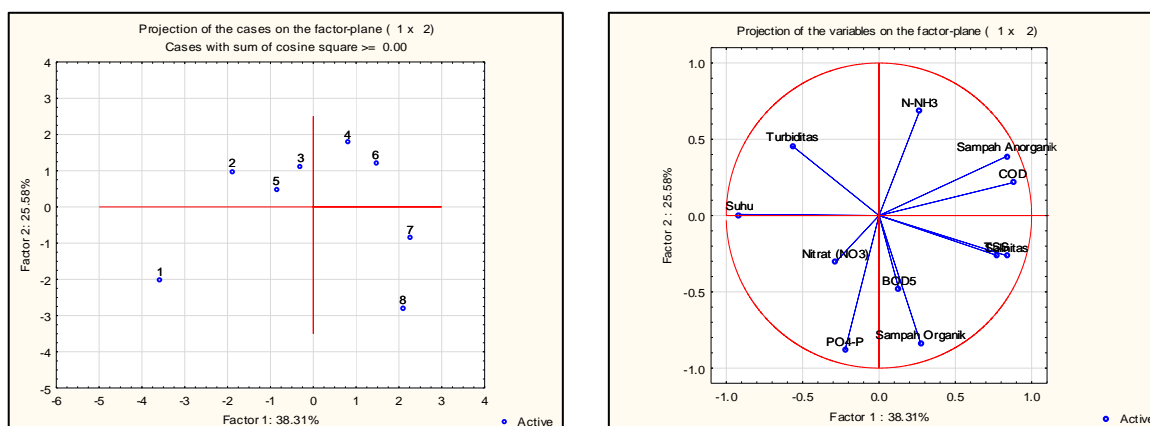 Projection of the cases on the factor-plane ( 1 x 2)
Cases with sum of cosine square >= 0.00
4
3
2
1
0
-1
-2
-3
-4
-5
-6 -5 -4 -3 -2 -1 0 1 2 3 4
Factor 2: 25.58%
Factor 1: 38.31%
1
2
5
3
4
6
7
8
Active
Projection of the variables on the factor-plane ( 1 x 2)
1.0
0.5
0.0
-0.5
-1.0
-1.0 -0.5 0.0 0.5 1.0
Factor 2 : 25.58%
Factor 1 : 38.31%
N-NH3
Turbiditas
Sampah Anorganik
COD
Suhu
Nitrat (NO3)
BOD5
PO4-P
Sampah Organik
Active